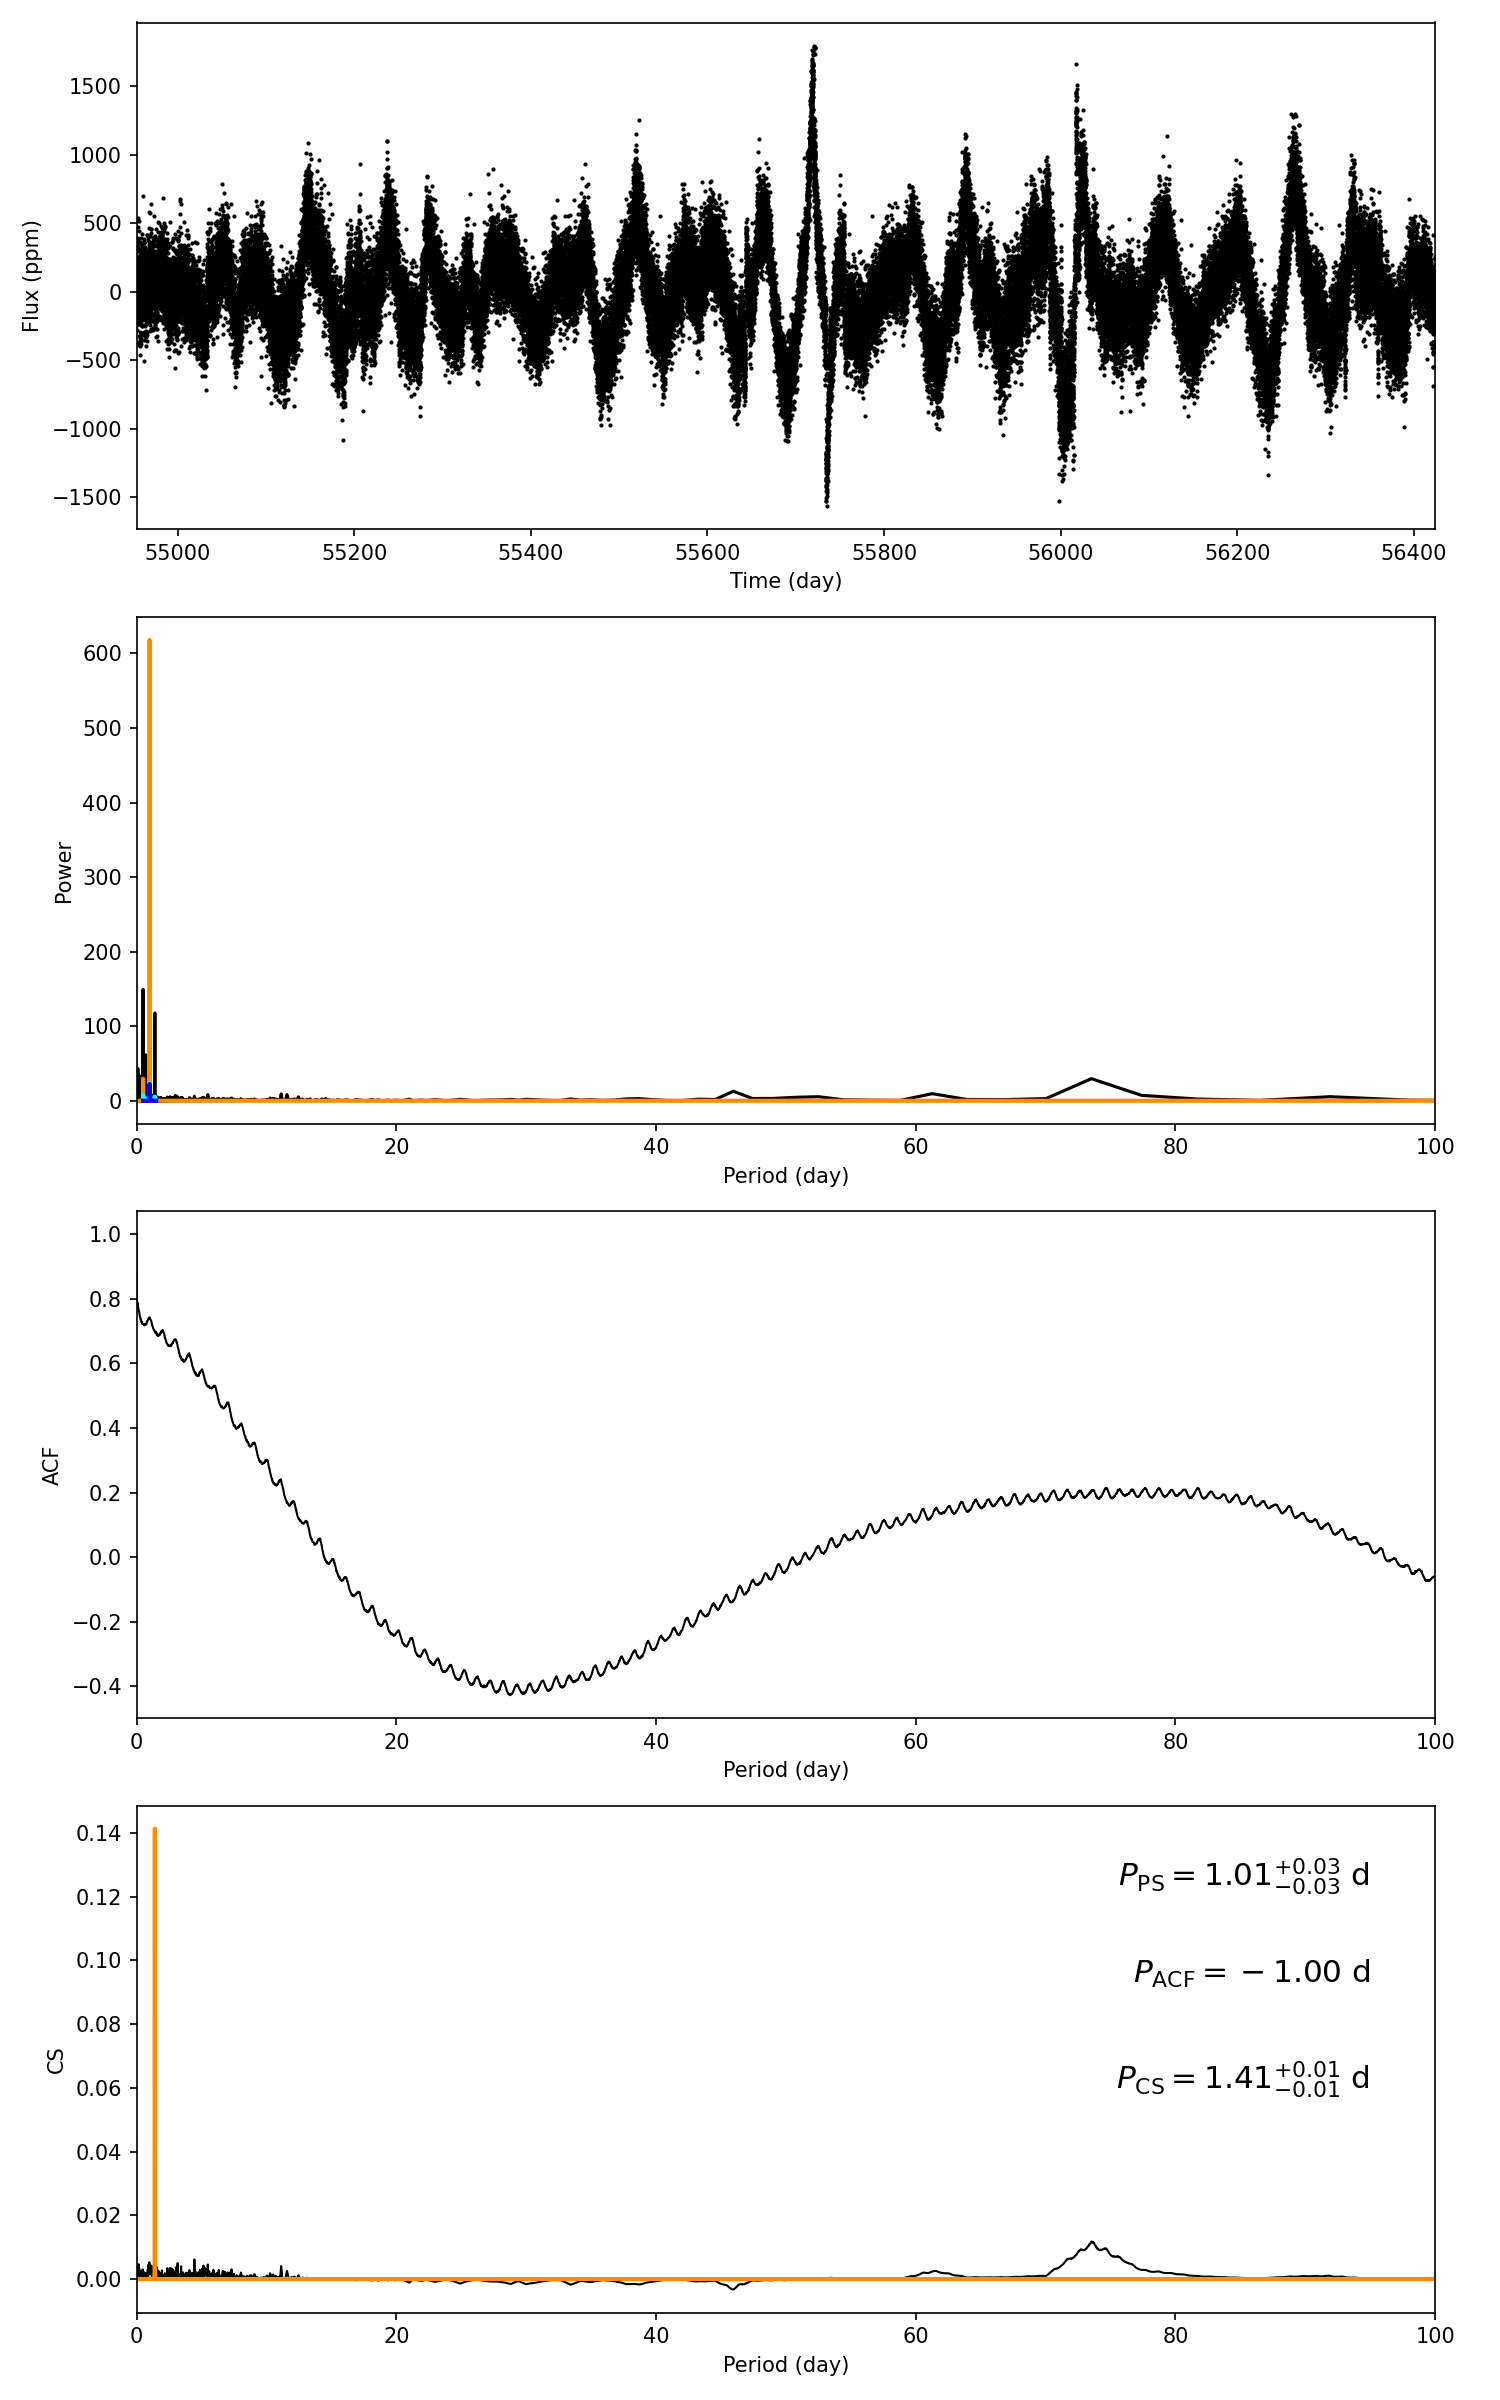 1500
1000
500
0
−500
−1000
−1500
Flux (ppm)
55000 55200 55400 55600 55800 56000 56200 56400
Time (day)
600
500
400
300
200
100
0
Power
0 20 40 60 80 100
Period (day)
1.0
0.8
0.6
0.4
0.2
0.0
−0.2
−0.4
ACF
0 20 40 60 80 100
Period (day)
0.14
0.12
0.10
0.08
0.06
0.04
0.02
0.00
CS
P_PS = 1.01^{+0.03}_{−0.03} d
P_ACF = −1.00 d
P_CS = 1.41^{+0.01}_{−0.01} d
0 20 40 60 80 100
Period (day)